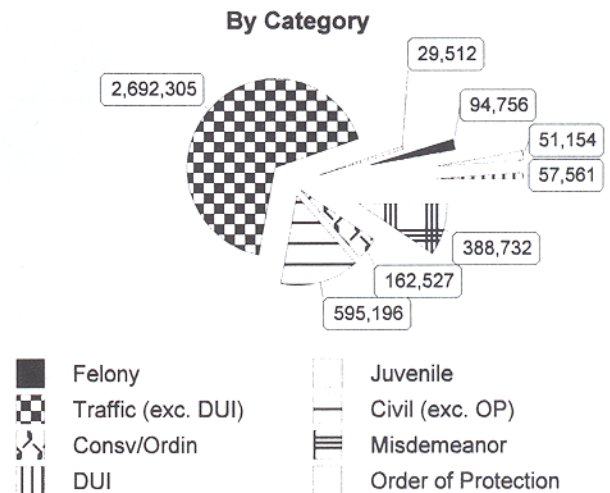 By Category
29,512
2,692,305
94,756
51,154
57,561
388,732
162,527
595,196
Felony
Traffic (exc. DUI)
Consv/Ordin
DUI
Juvenile
Civil (exc. OP)
Misdemeanor
Order of Protection